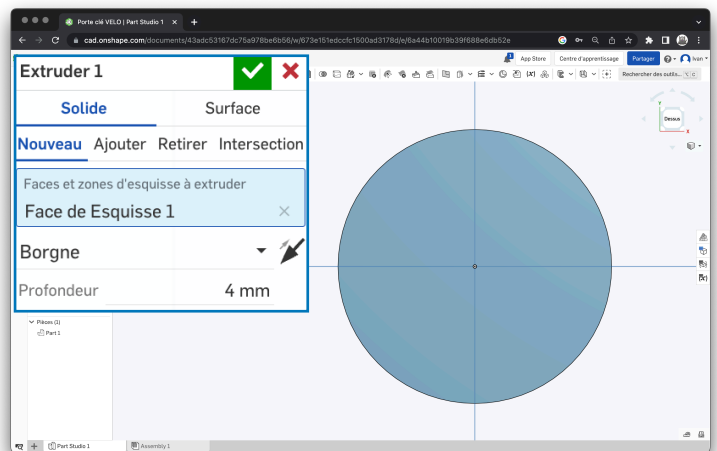 Porte clé VELO | Part Studio 1
cad.onshape.com/documents/43adc53167dc75a978be6b56/w/673e151edccfc1500ad3178d/e/6a44b10019b39f688e6db52e
1
App Store
Centre d'apprentissage
Partager
Ivan
Rechercher des outils...
Extruder 1
Solide
Surface
Nouveau
Ajouter
Retirer
Intersection
Faces et zones d'esquisse à extruder
Face de Esquisse 1
Borgne
Profondeur
4 mm
Dessus
Y
X
Pièces (1)
Part 1
Part Studio 1
Assembly 1